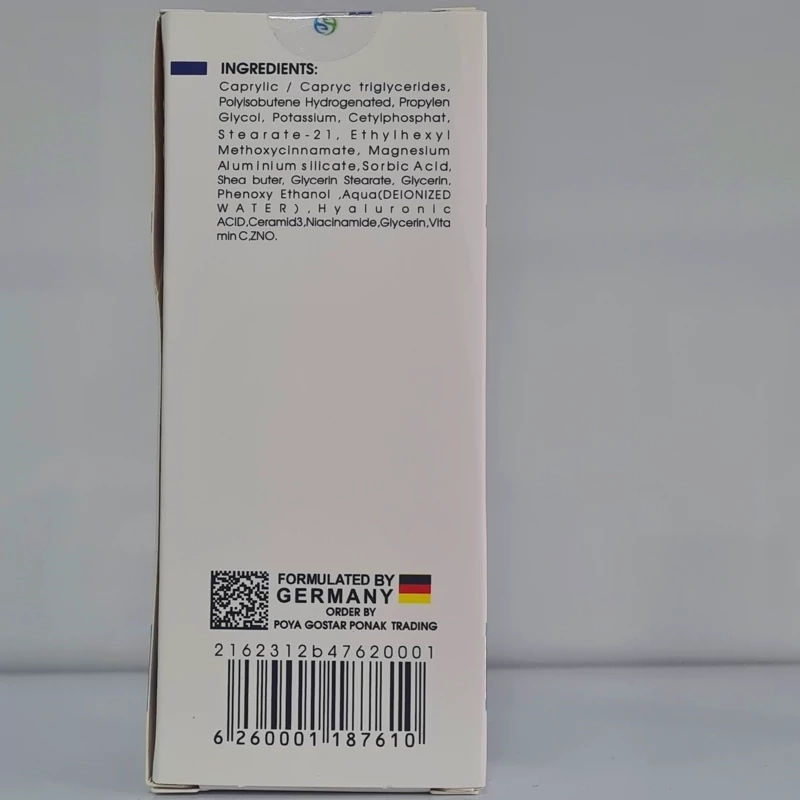 INGREDIENTS:
Caprylic / Capryc triglycerides,
Polyisobutene Hydrogenated, Propylen
Glycol, Potassium, Cetylphosphat,
Stearate-21, Ethylhexyl
Methoxycinnamate, Magnesium
Aluminium silicate,Sorbic Acid,
Shea buter, Glycerin Stearate, Glycerin,
Phenoxy Ethanol ,Aqua(DEIONIZED
WATER),Hyaluronic
ACID,Ceramid3,Niacinamide,Glycerin,Vita
min C,ZNO.
FORMULATED BY
GERMANY
ORDER BY
POYA GOSTAR PONAK TRADING
2162312b47620001
6 260001 187610